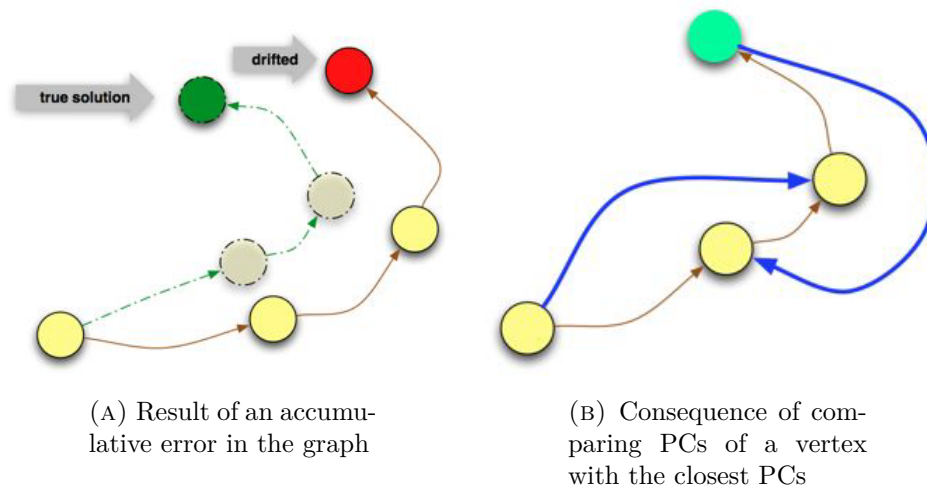 drifted
true solution
(A) Result of an accumu-
lative error in the graph
(B) Consequence of com-
paring PCs of a vertex
with the closest PCs